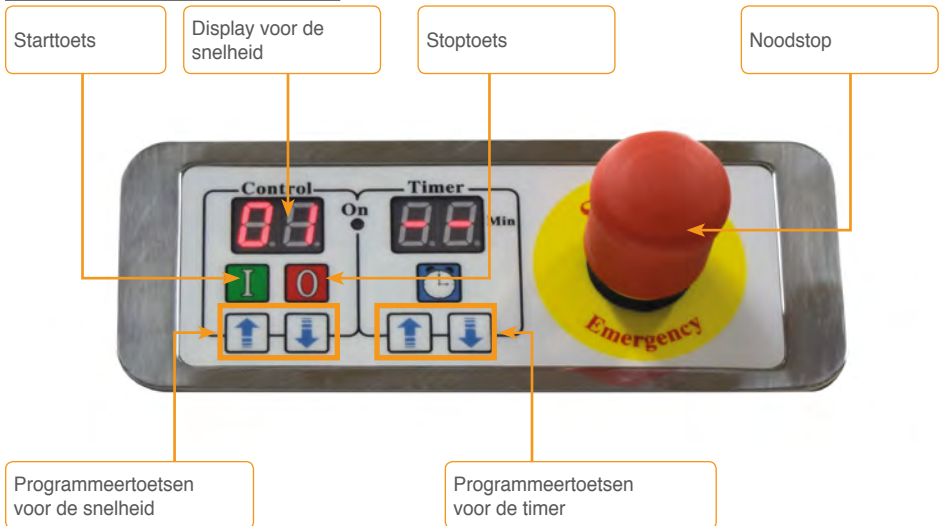 Starttoets
Display voor de
snelheid
Stoptoets
Noodstop
Control
Timer
01
On
--
Min
I
O
Emergency
Programmeertoetsen
voor de snelheid
Programmeertoetsen
voor de timer